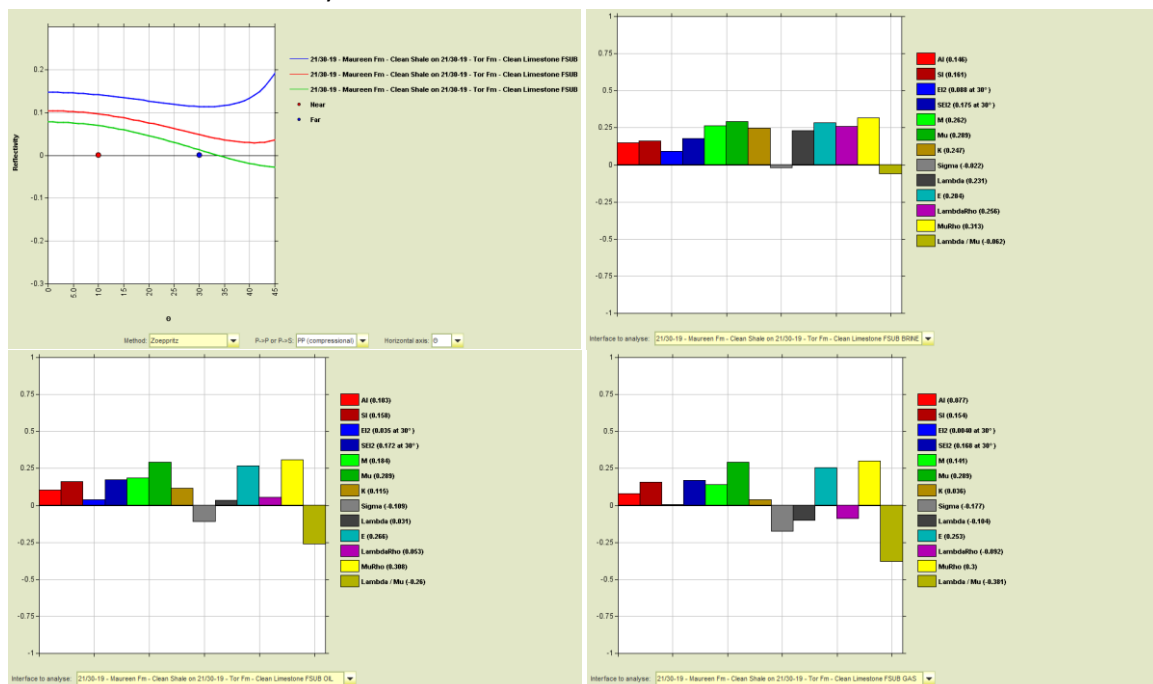 0.2
0.1
0
-0.1
-0.2
-0.3
Reflectivity
0
5.0
10
15
20
25
30
35
40
45
Θ
21/30-19 - Maureen Fm - Clean Shale on 21/30-19 - Tor Fm - Clean Limestone FSUB
21/30-19 - Maureen Fm - Clean Shale on 21/30-19 - Tor Fm - Clean Limestone FSUB
21/30-19 - Maureen Fm - Clean Shale on 21/30-19 - Tor Fm - Clean Limestone FSUB
Near
Far
Method: Zoeppritz P->P or P->S: PP (compressional) Horizontal axis: Θ
1
0.75
0.5
0.25
0
-0.25
-0.5
-0.75
-1
AI (0.146)
SI (0.161)
EI2 (0.088 at 30°)
SEI2 (0.175 at 30°)
M (0.262)
Mu (0.289)
K (0.247)
Sigma (-0.022)
Lambda (0.231)
E (0.284)
LambdaRho (0.256)
MuRho (0.313)
Lambda / Mu (-0.062)
Interface to analyse: 21/30-19 - Maureen Fm - Clean Shale on 21/30-19 - Tor Fm - Clean Limestone FSUB BRINE
1
0.75
0.5
0.25
0
-0.25
-0.5
-0.75
-1
AI (0.103)
SI (0.158)
EI2 (0.035 at 30°)
SEI2 (0.172 at 30°)
M (0.184)
Mu (0.289)
K (0.115)
Sigma (-0.109)
Lambda (0.031)
E (0.266)
LambdaRho (0.053)
MuRho (0.308)
Lambda / Mu (-0.26)
Interface to analyse: 21/30-19 - Maureen Fm - Clean Shale on 21/30-19 - Tor Fm - Clean Limestone FSUB OIL
1
0.75
0.5
0.25
0
-0.25
-0.5
-0.75
-1
AI (0.077)
SI (0.154)
EI2 (0.0040 at 30°)
SEI2 (0.168 at 30°)
M (0.141)
Mu (0.289)
K (0.036)
Sigma (-0.177)
Lambda (-0.104)
E (0.253)
LambdaRho (-0.092)
MuRho (0.3)
Lambda / Mu (-0.381)
Interface to analyse: 21/30-19 - Maureen Fm - Clean Shale on 21/30-19 - Tor Fm - Clean Limestone FSUB GAS